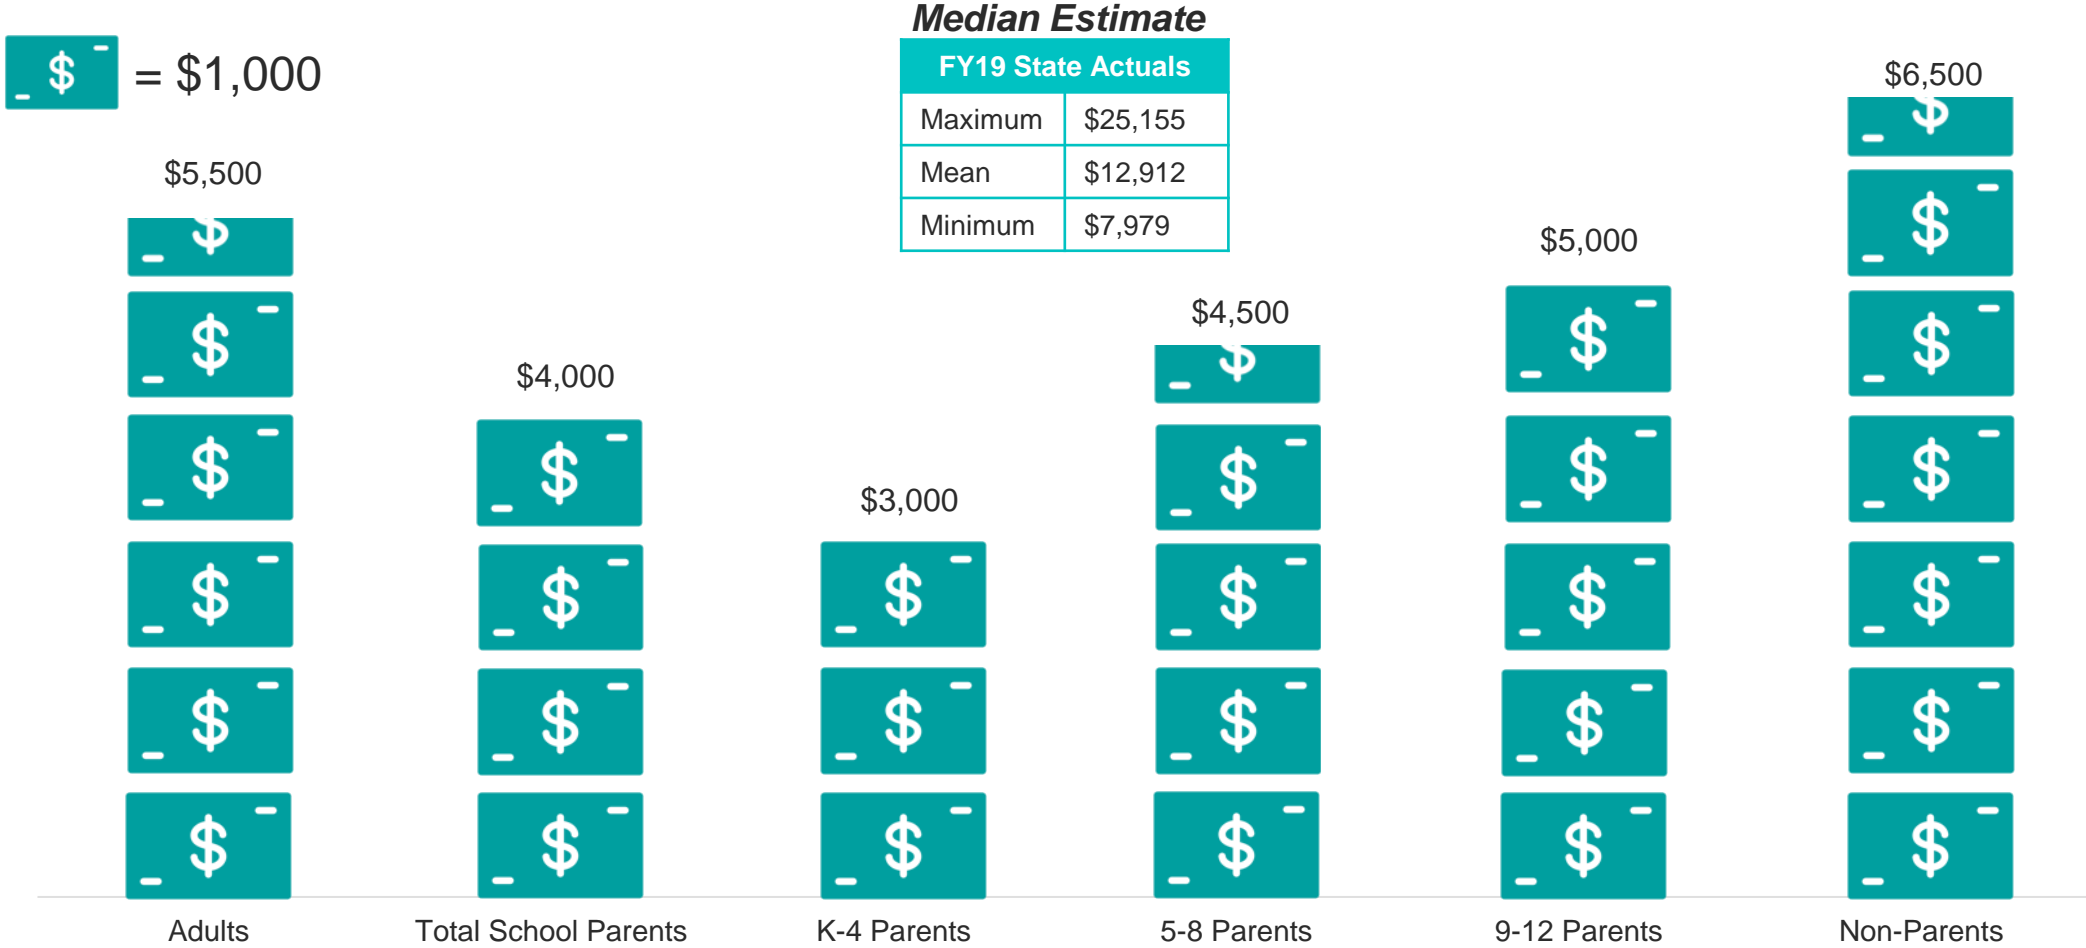 Median Estimate
$ = $1,000
FY19 State Actuals
Maximum $25,155
Mean $12,912
Minimum $7,979
$5,500
$4,000
$3,000
$4,500
$5,000
$6,500
Adults
Total School Parents
K-4 Parents
5-8 Parents
9-12 Parents
Non-Parents